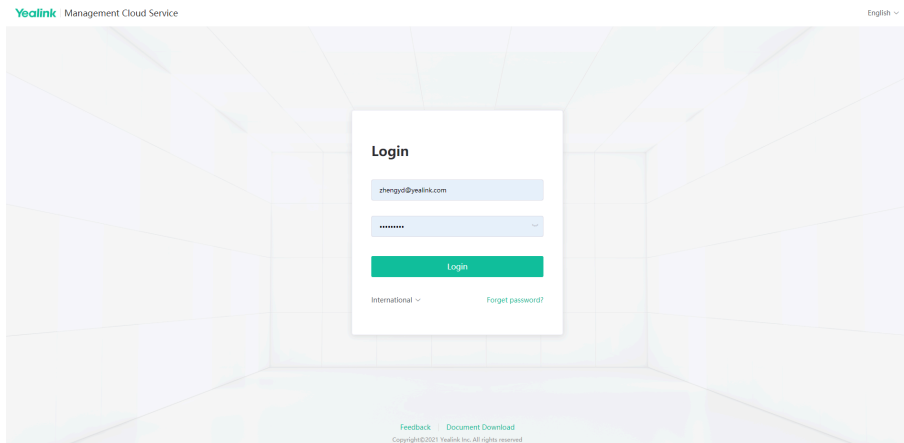 Yealink Management Cloud Service English
Login
zhengyd@yealink.com
•••••••••
Login
International Forget password?
Feedback Document Download
Copyright©2021 Yealink Inc. All rights reserved